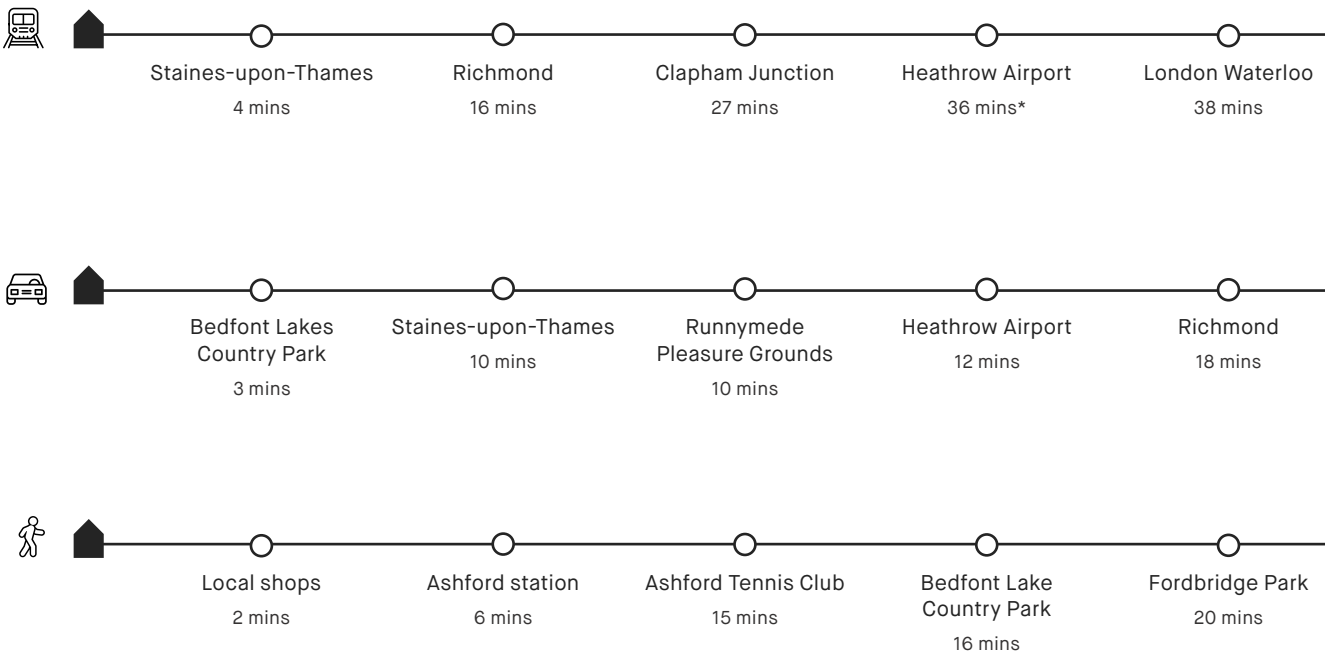 Staines-upon-Thames
4 mins
Richmond
16 mins
Clapham Junction
27 mins
Heathrow Airport
36 mins*
London Waterloo
38 mins
Bedfont Lakes
Country Park
3 mins
Staines-upon-Thames
10 mins
Runnymede
Pleasure Grounds
10 mins
Heathrow Airport
12 mins
Richmond
18 mins
Local shops
2 mins
Ashford station
6 mins
Ashford Tennis Club
15 mins
Bedfont Lake
Country Park
16 mins
Fordbridge Park
20 mins